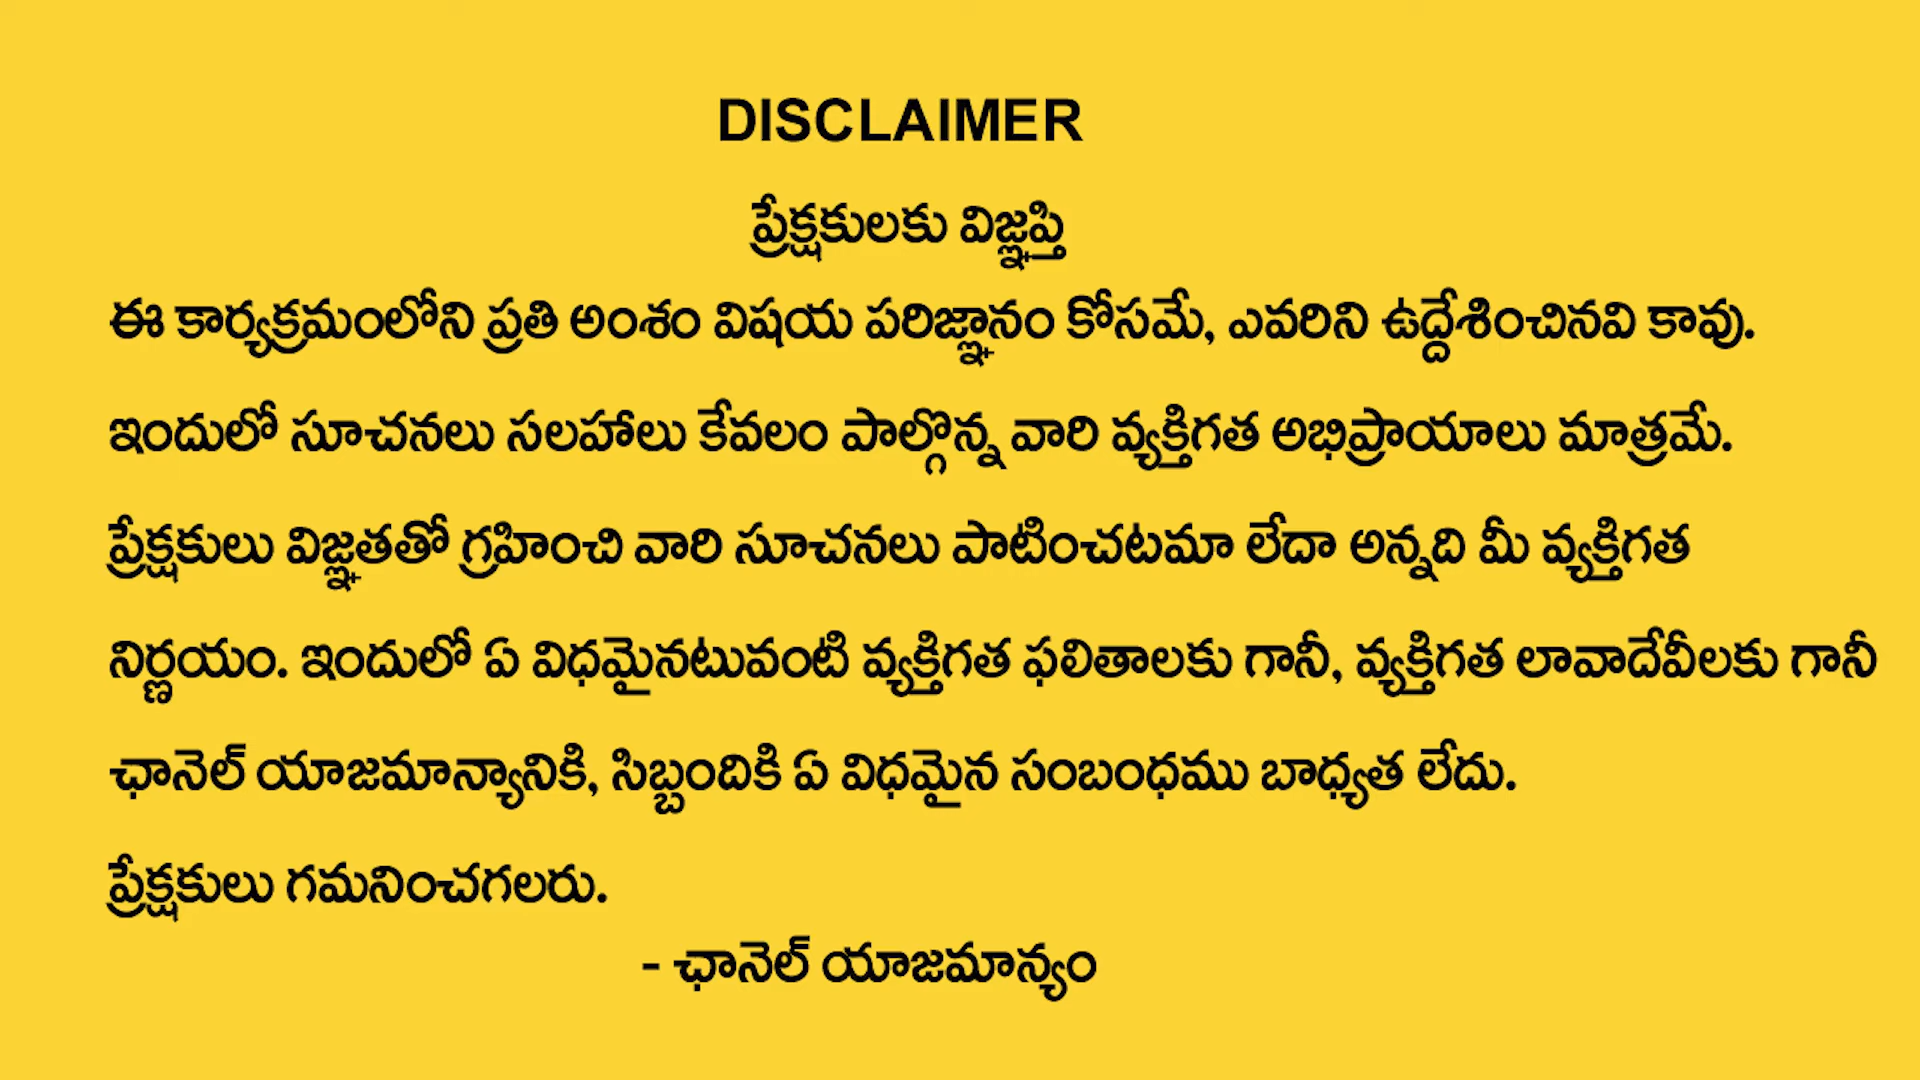 DISCLAIMER
ప్రేక్షకులకు విజ్ఞప్తి
ఈ కార్యక్రమంలోని ప్రతి అంశం విషయ పరిజ్ఞానం కోసమే, ఎవరిని ఉద్దేశించినవి కావు.
ఇందులో సూచనలు సలహాలు కేవలం పాల్గొన్న వారి వ్యక్తిగత అభిప్రాయాలు మాత్రమే.
ప్రేక్షకులు విజ్ఞతతో గ్రహించి వారి సూచనలు పాటించటమా లేదా అన్నది మీ వ్యక్తిగత
నిర్ణయం. ఇందులో ఏ విధమైనటువంటి వ్యక్తిగత ఫలితాలకు గానీ, వ్యక్తిగత లావాదేవీలకు గానీ
ఛానెల్ యాజమాన్యానికి, సిబ్బందికి ఏ విధమైన సంబంధము బాధ్యత లేదు.
ప్రేక్షకులు గమనించగలరు.
- ఛానెల్ యాజమాన్యం